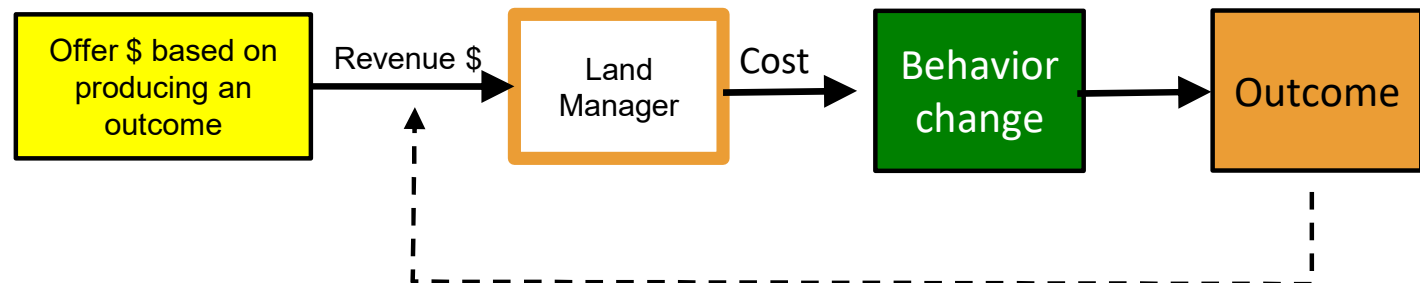 Offer $ based on
producing an
outcome
Revenue $
Land
Manager
Cost
Behavior
change
Outcome